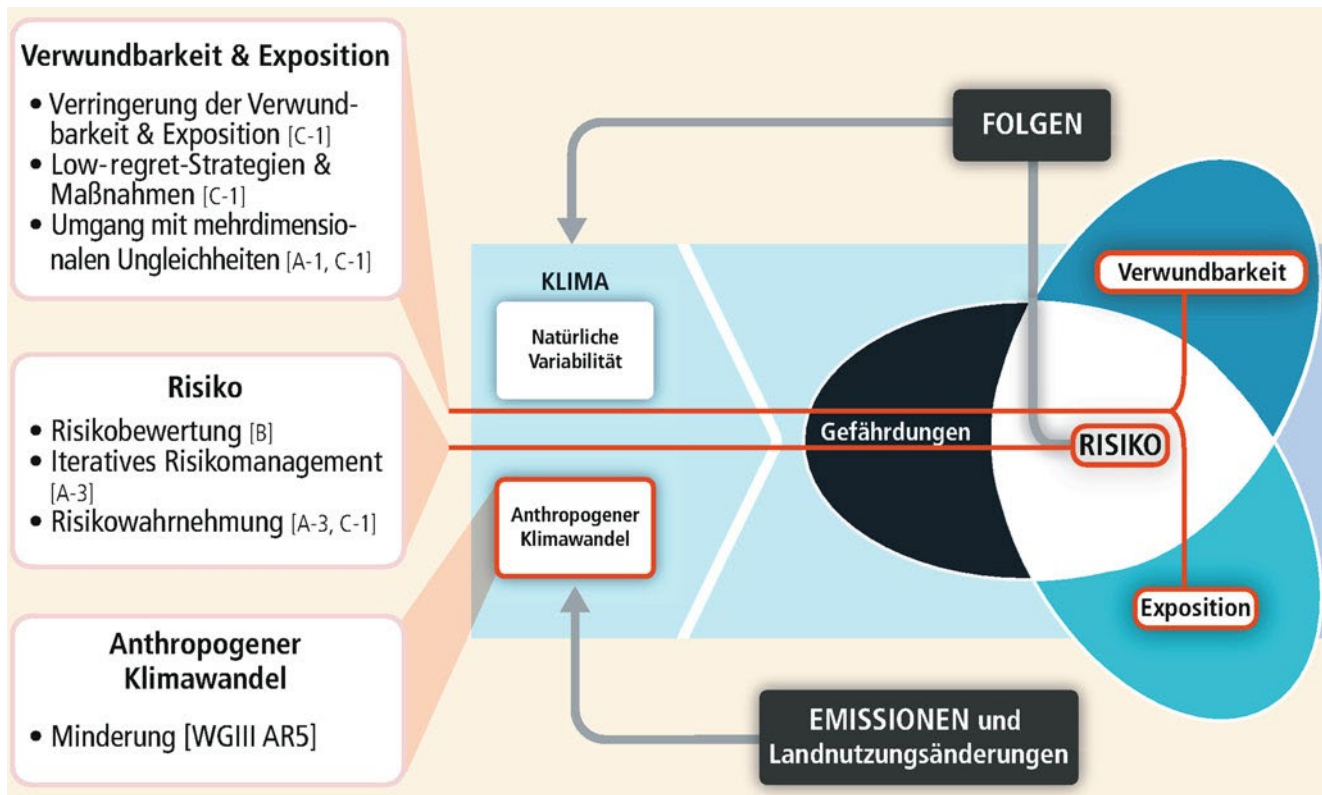 Verwundbarkeit & Exposition
• Verringerung der Verwund-
barkeit & Exposition [C-1]
• Low-regret-Strategien &
Maßnahmen [C-1]
• Umgang mit mehrdimensio-
nalen Ungleichheiten [A-1, C-1]
Risiko
• Risikobewertung [B]
• Iteratives Risikomanagement
[A-3]
• Risikowahrnehmung [A-3, C-1]
Anthropogener
Klimawandel
• Minderung [WGIII AR5]
FOLGEN
KLIMA
Natürliche
Variabilität
Anthropogener
Klimawandel
Gefährdungen
Verwundbarkeit
RISIKO
Exposition
EMISSIONEN und
Landnutzungsänderungen